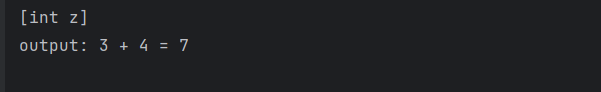 [int z]
output: 3 + 4 = 7